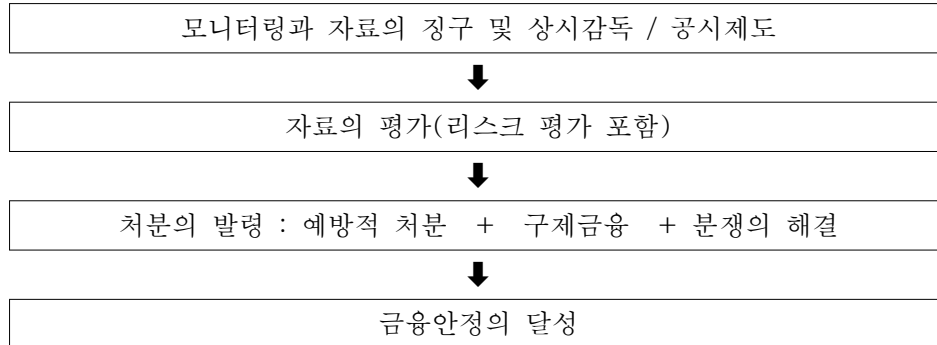 모니터링과 자료의 징구 및 상시감독 / 공시제도
자료의 평가(리스크 평가 포함)
처분의 발령 : 예방적 처분 + 구제금융 + 분쟁의 해결
금융안정의 달성